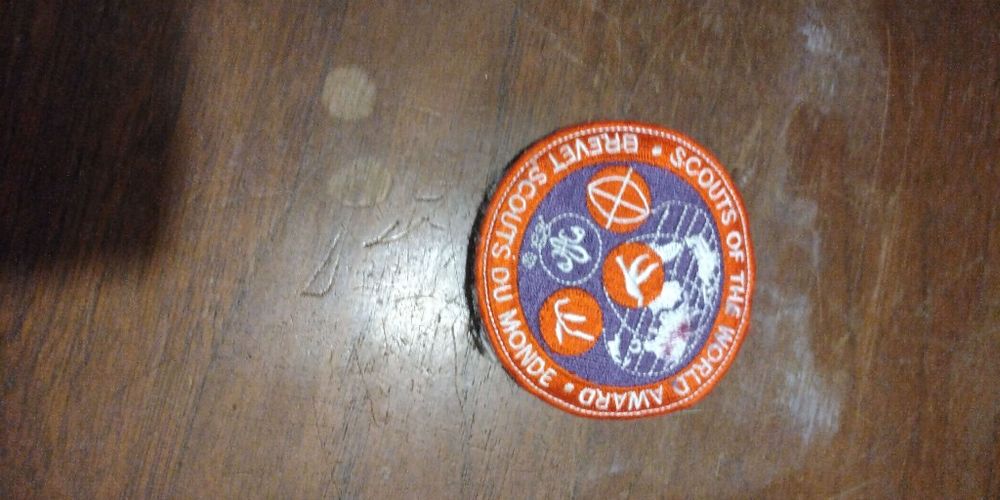 SCOUTS OF THE WORLD AWARD
BREVET SCOUTS DU MONDE